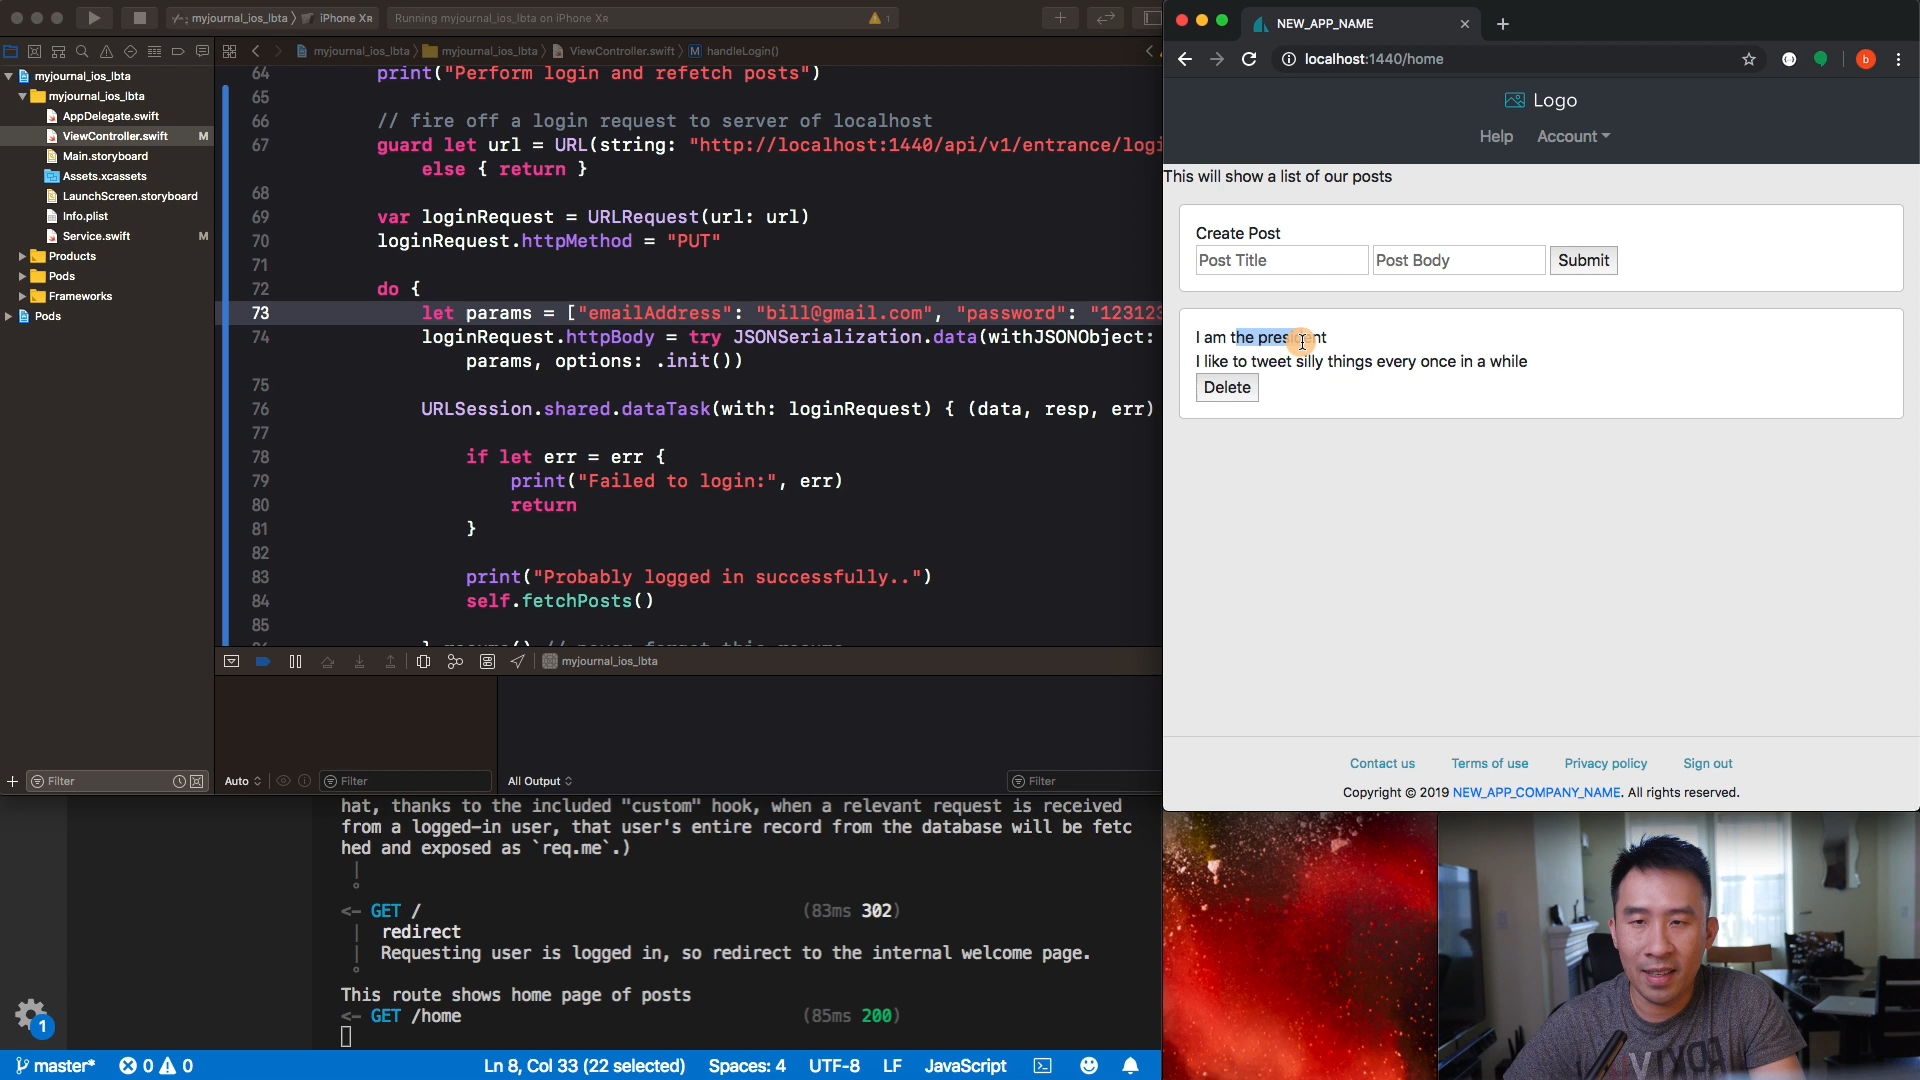 myjournal_ios_lbta
iPhone XR
Running myjournal_ios_lbta on iPhone XR
1
myjournal_ios_lbta
myjournal_ios_lbta
ViewController.swift
M
handleLogin()
myjournal_ios_lbta
myjournal_ios_lbta
AppDelegate.swift
ViewController.swift
M
Main.storyboard
Assets.xcassets
LaunchScreen.storyboard
Info.plist
Service.swift
M
Products
Pods
Frameworks
Pods
Filter
64 print("Perform login and refetch posts")
65
66 // fire off a login request to server of localhost
67 guard let url = URL(string: "http://localhost:1440/api/v1/entrance/logi
else { return }
68
69 var loginRequest = URLRequest(url: url)
70 loginRequest.httpMethod = "PUT"
71
72 do {
73 let params = ["emailAddress": "bill@gmail.com", "password": "123123
74 loginRequest.httpBody = try JSONSerialization.data(withJSONObject:
params, options: .init())
75
76 URLSession.shared.dataTask(with: loginRequest) { (data, resp, err)
77
78 if let err = err {
79 print("Failed to login:", err)
80 return
81 }
82
83 print("Probably logged in successfully..")
84 self.fetchPosts()
85
myjournal_ios_lbta
Auto
Filter
All Output
Filter
hat, thanks to the included "custom" hook, when a relevant request is received
from a logged-in user, that user's entire record from the database will be fetc
hed and exposed as `req.me`.)
<- GET / (83ms 302)
redirect
Requesting user is logged in, so redirect to the internal welcome page.
This route shows home page of posts
<- GET /home (85ms 200)
1
master* 0 0 Ln 8, Col 33 (22 selected) Spaces: 4 UTF-8 LF JavaScript
NEW_APP_NAME
localhost:1440/home
b
Logo
Help Account
This will show a list of our posts
Create Post
Post Title Post Body Submit
I am the president
I like to tweet silly things every once in a while
Delete
Contact us Terms of use Privacy policy Sign out
Copyright © 2019 NEW_APP_COMPANY_NAME. All rights reserved.